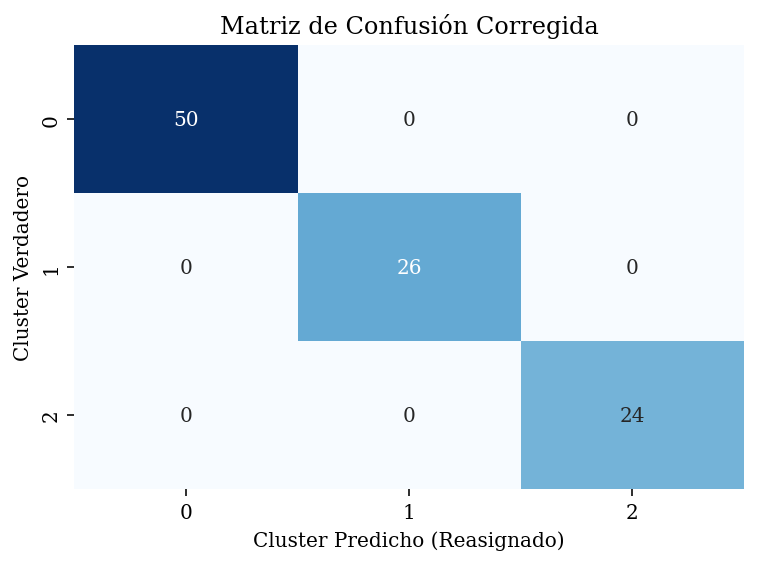 Matriz de Confusión Corregida
Cluster Verdadero
0 50 0 0
1 0 26 0
2 0 0 24
0 1 2
Cluster Predicho (Reasignado)